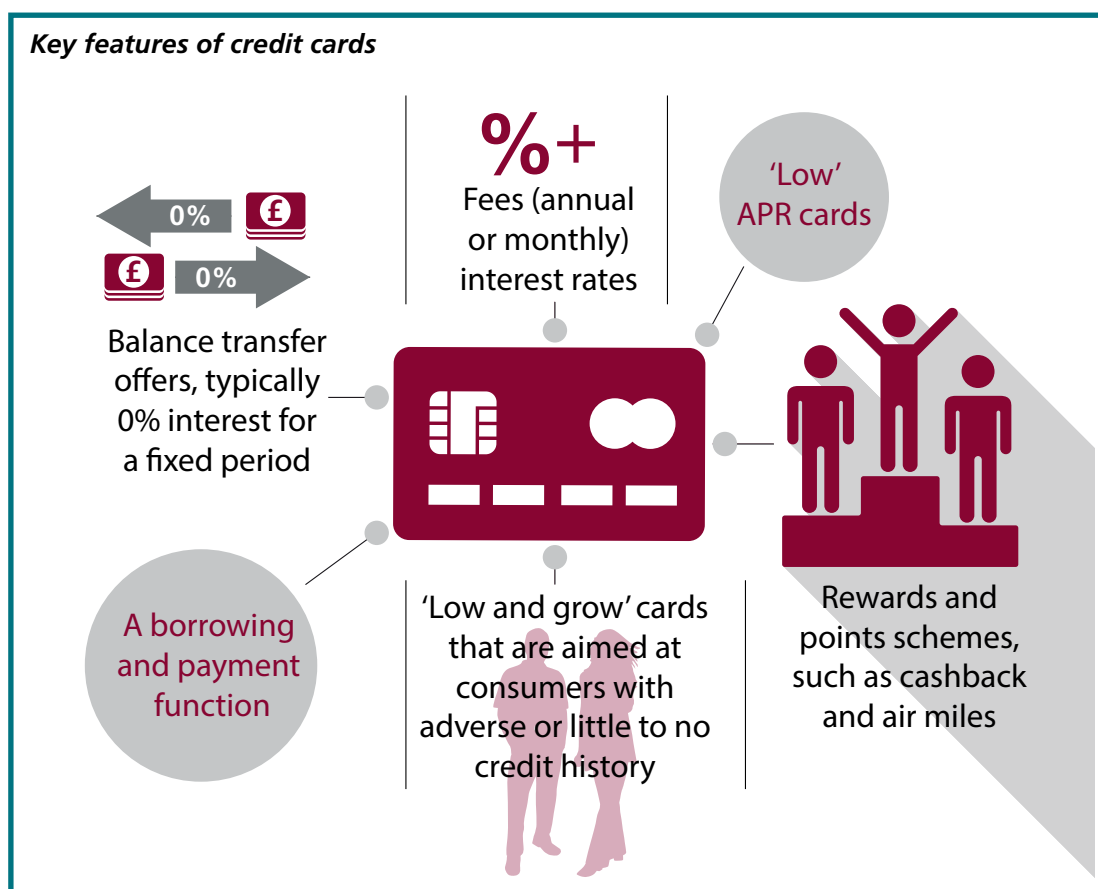 Key features of credit cards
%+
Fees (annual
or monthly)
interest rates
‘Low’
APR cards
0%
£
£
0%
Balance transfer
offers, typically
0% interest for
a fixed period
A borrowing
and payment
function
‘Low and grow’ cards
that are aimed at
consumers with
adverse or little to no
credit history
Rewards and
points schemes,
such as cashback
and air miles